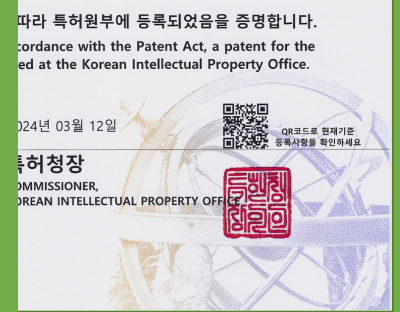 따라 특허원부에 등록되었음을 증명합니다.
cordance with the Patent Act, a patent for the
ed at the Korean Intellectual Property Office.
024년 03월 12일
QR코드로 현재기준
등록사항을 확인하세요
특허청장
OMMISSIONER,
OREAN INTELLECTUAL PROPERTY OFFICE